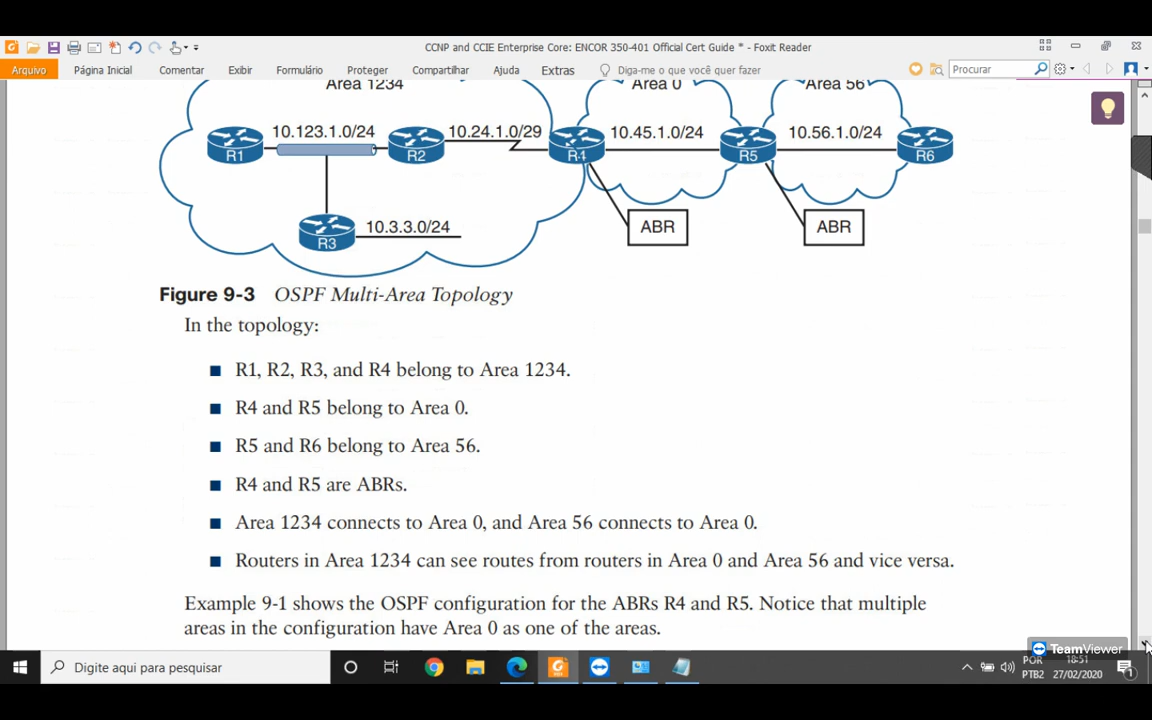 CCNP and CCIE Enterprise Core: ENCOR 350-401 Official Cert Guide * - Foxit Reader
Arquivo Página Inicial Comentar Exibir Formulário Proteger Compartilhar Ajuda Extras Diga-me o que você quer fazer Procurar
Area 1234 Area 0 Area 56
10.123.1.0/24 10.24.1.0/29 10.45.1.0/24 10.56.1.0/24
R1 R2 R4 R5 R6
10.3.3.0/24 ABR ABR
R3
Figure 9-3 OSPF Multi-Area Topology
In the topology:
■ R1, R2, R3, and R4 belong to Area 1234.
■ R4 and R5 belong to Area 0.
■ R5 and R6 belong to Area 56.
■ R4 and R5 are ABRs.
■ Area 1234 connects to Area 0, and Area 56 connects to Area 0.
■ Routers in Area 1234 can see routes from routers in Area 0 and Area 56 and vice versa.
Example 9-1 shows the OSPF configuration for the ABRs R4 and R5. Notice that multiple
areas in the configuration have Area 0 as one of the areas.
TeamViewer
Digite aqui para pesquisar
POR 18:51
PTB2 27/02/2020 1